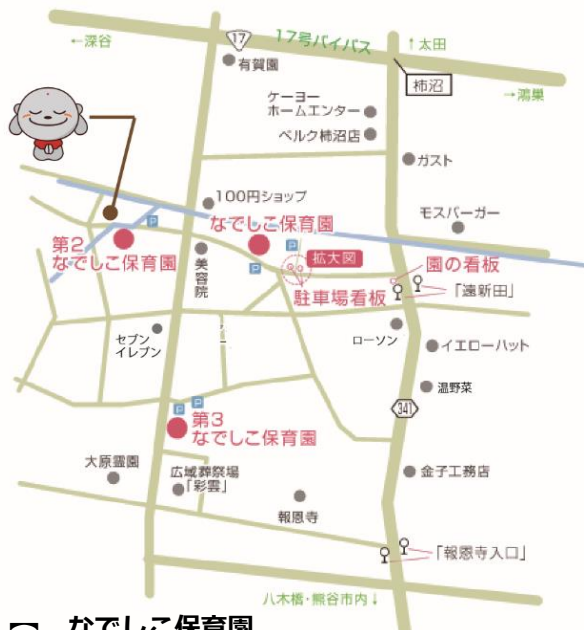 ←深谷
17
17号バイパス
↑太田
有賀園
柿沼
→鴻巣
ケーヨー
ホームエンター
ベルク柿沼店
ガスト
100円ショップ
モスバーガー
なでしこ保育園
P
第2
なでしこ保育園
美容院
P
P
拡大図
園の看板
駐車場看板
「遠新田」
セブン
イレブン
ローソン
イエローハット
温野菜
341
P
P
第3
なでしこ保育園
大原霊園
広域葬祭場
「彩雲」
金子工務店
報恩寺
「報恩寺入口」
八木橋・熊谷市内↓
なでしこ保育園